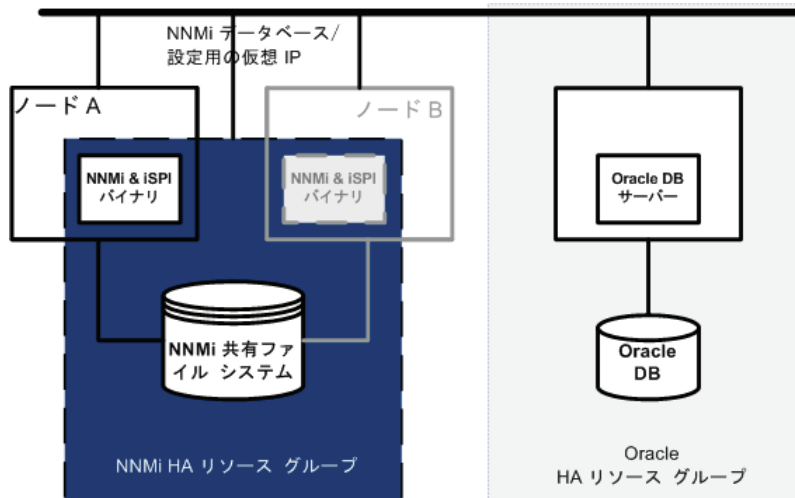 NNMi データベース/
設定用の仮想 IP
ノード A
ノード B
NNMi & iSPI
バイナリ
NNMi & iSPI
バイナリ
Oracle DB
サーバー
NNMi 共有ファ
イル システム
Oracle
DB
NNMi HA リソース グループ
Oracle
HA リソース グループ